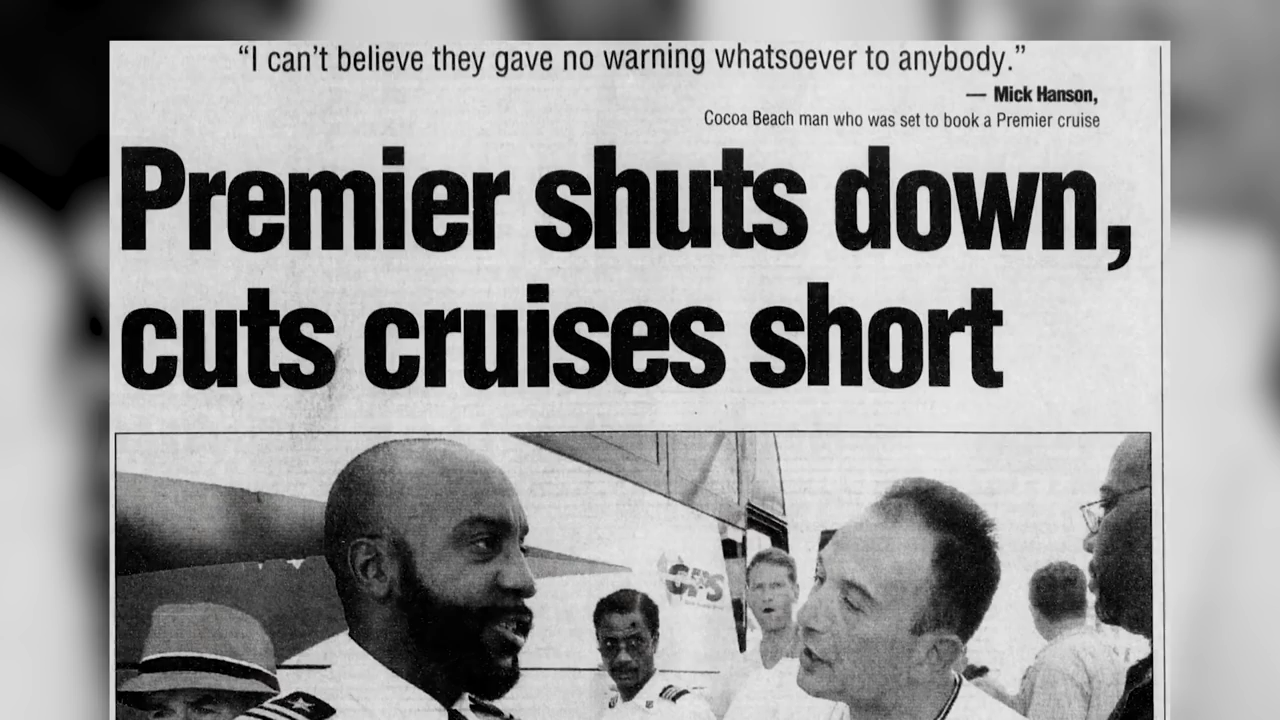 “I can’t believe they gave no warning whatsoever to anybody.”
— Mick Hanson,
Cocoa Beach man who was set to book a Premier cruise
Premier shuts down,
cuts cruises short